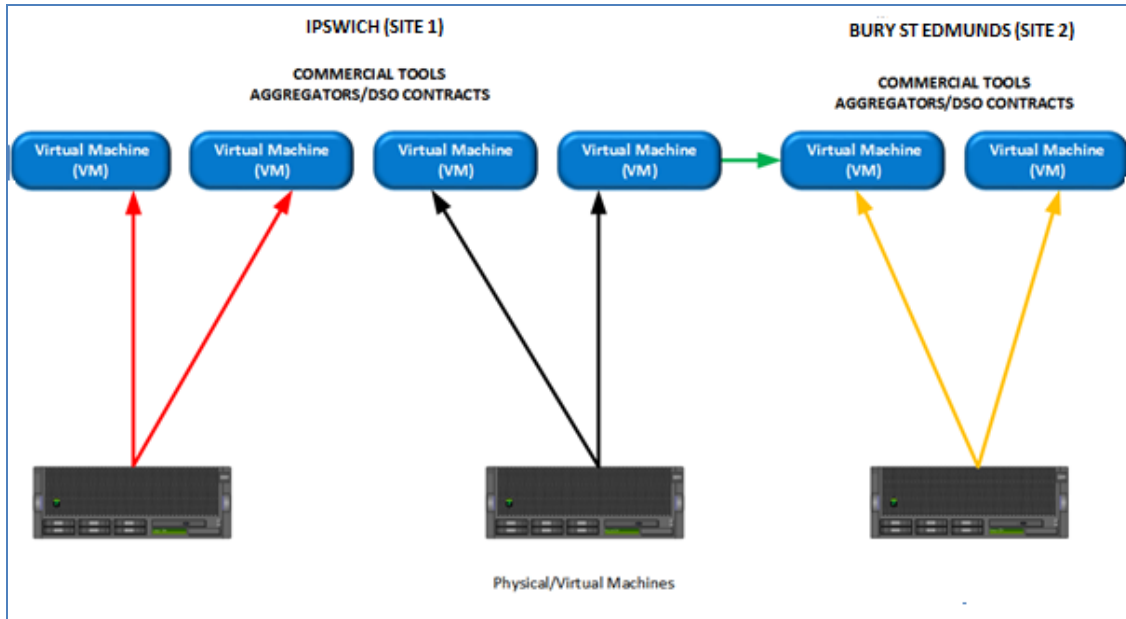 IPSWICH (SITE 1)
BURY ST EDMUNDS (SITE 2)
COMMERCIAL TOOLS
AGGREGATORS/DSO CONTRACTS
COMMERCIAL TOOLS
AGGREGATORS/DSO CONTRACTS
Virtual Machine
(VM)
Virtual Machine
(VM)
Virtual Machine
(VM)
Virtual Machine
(VM)
Virtual Machine
(VM)
Virtual Machine
(VM)
Physical/Virtual Machines